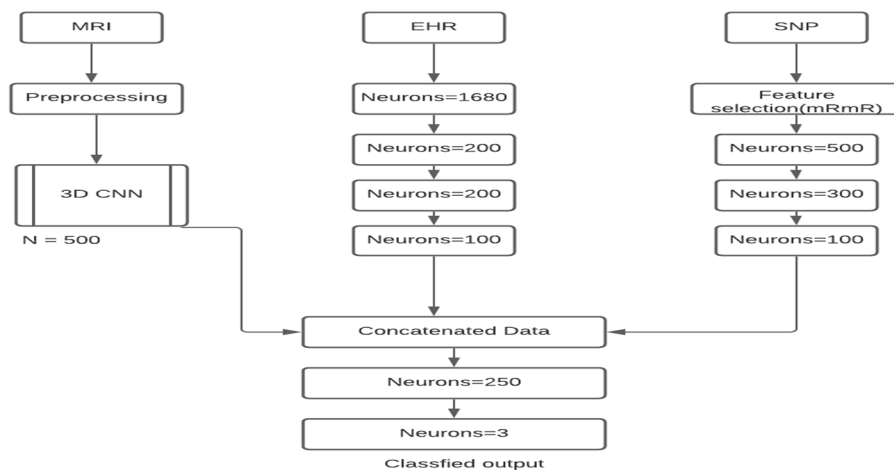 MRI
EHR
SNP
Preprocessing
Neurons=1680
Feature
selection(mRmR)
3D CNN
N = 500
Neurons=200
Neurons=200
Neurons=100
Neurons=500
Neurons=300
Neurons=100
Concatenated Data
Neurons=250
Neurons=3
Classfied output